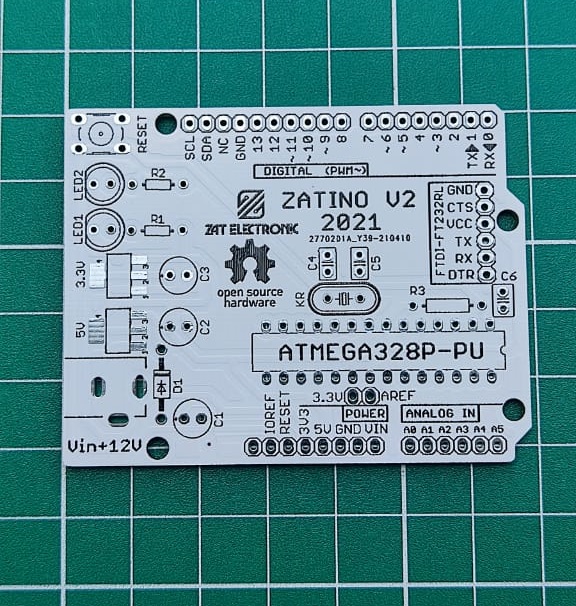 RESET
SCL
SDA
NC
GND
13
12
~11
~10
~9
8
7
~6
~5
4
~3
2
TX▶1
RX◀0
DIGITAL (PWM~)
LED2
R2
LED1
R1
ZATINO V2
2021
ZAT ELECTRONIC
2770201A_Y39-210410
FTDI-FT232RL
GND
CTS
VCC
TX
RX
DTR
3.3V
C3
open source
hardware
C4
C5
C6
KR
R3
5V
C2
ATMEGA328P-PU
D1
C1
3.3V
AREF
POWER
ANALOG IN
IOREF
RESET
3V3
5V GND VIN
A0 A1 A2 A3 A4 A5
Vin+12V